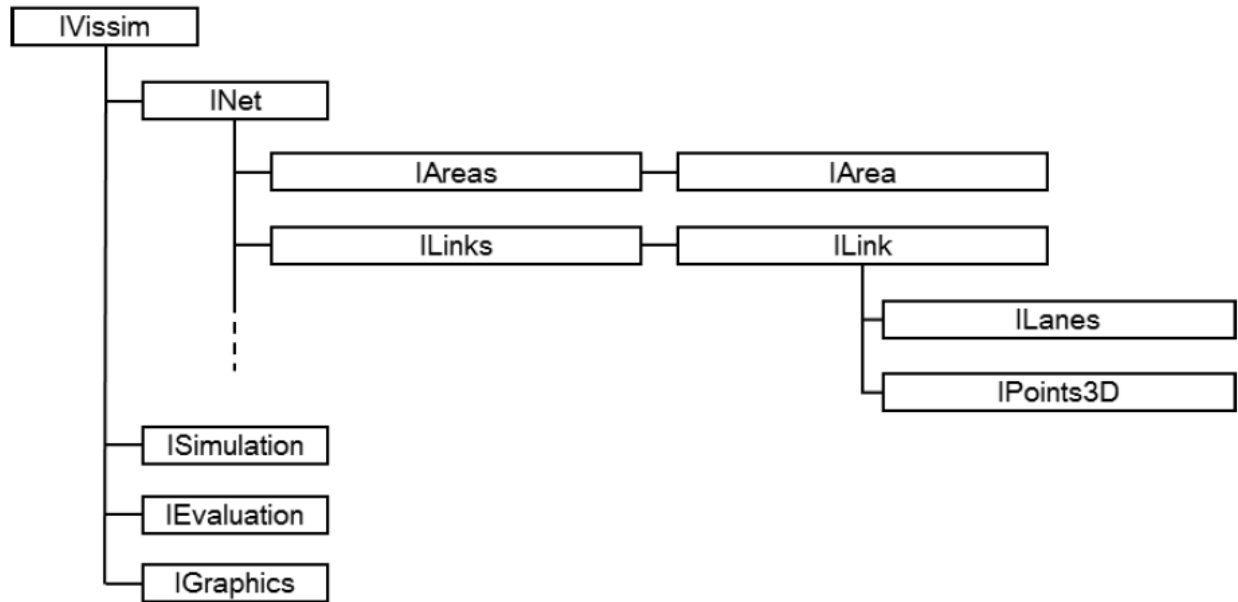 IVissim
INet
IAreas
IArea
ILinks
ILink
ILanes
IPoints3D
ISimulation
IEvaluation
IGraphics